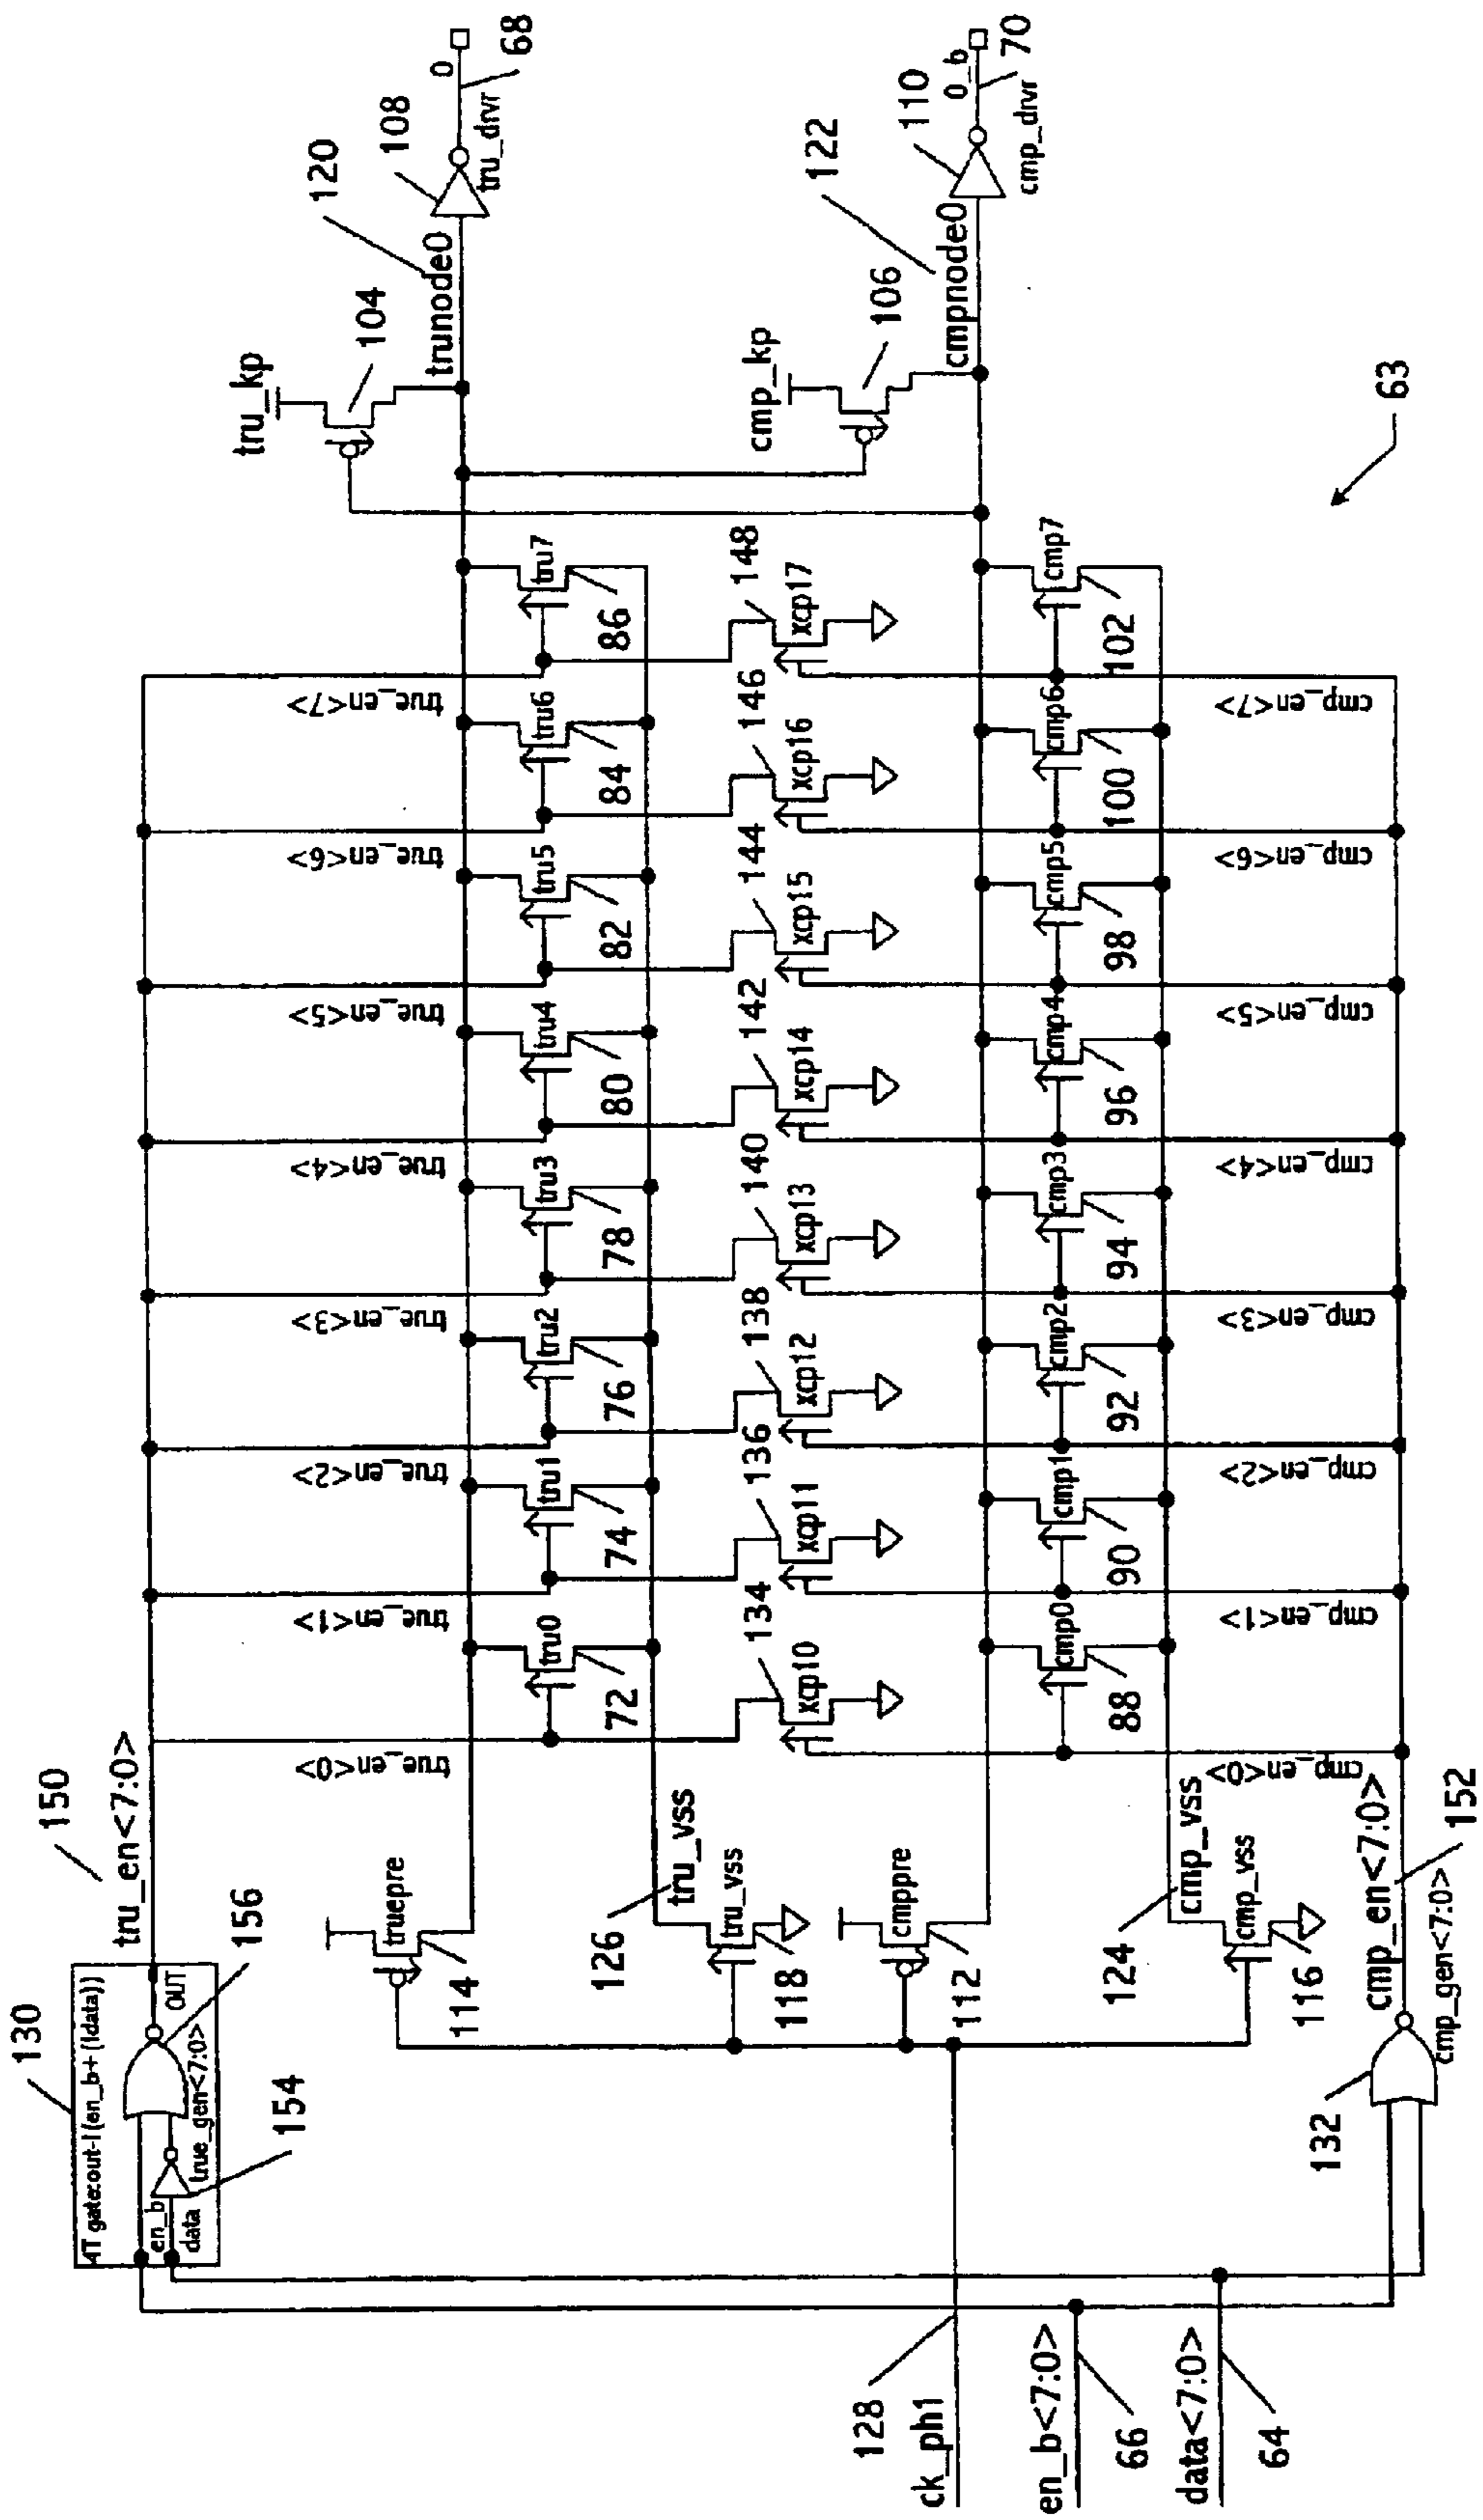 130
4T gate:out-!(en_b+(!data))
en_b
data
true_gen<7:0>
OUT
154
156
150
tru_en<7:0>
true_en<0>
true_en<1>
true_en<2>
true_en<3>
true_en<4>
true_en<5>
true_en<6>
true_en<7>
tru_kp
104
120
108
0
68
trunode0
tru_drvr
truepre
114
tru0
72
tru1
74
tru2
76
tru3
78
tru4
80
tru5
82
tru6
84
tru7
86
126
tru_vss
tru_vss
118
134
xcp10
136
xcp11
138
xcp12
140
xcp13
142
xcp14
144
xcp15
146
xcp16
148
xcp17
cmp_kp
106
122
110
0_b
70
cmpnode0
cmp_drvr
cmppre
112
cmp0
88
cmp1
90
cmp2
92
cmp3
94
cmp4
96
cmp5
98
cmp6
100
cmp7
102
124
cmp_vss
cmp_vss
116
cmp_en<0>
cmp_en<1>
cmp_en<2>
cmp_en<3>
cmp_en<4>
cmp_en<5>
cmp_en<6>
cmp_en<7>
63
128
ck_ph1
en_b<7:0>
66
data<7:0>
64
132
cmp_en<7:0>
cmp_gen<7:0>
152